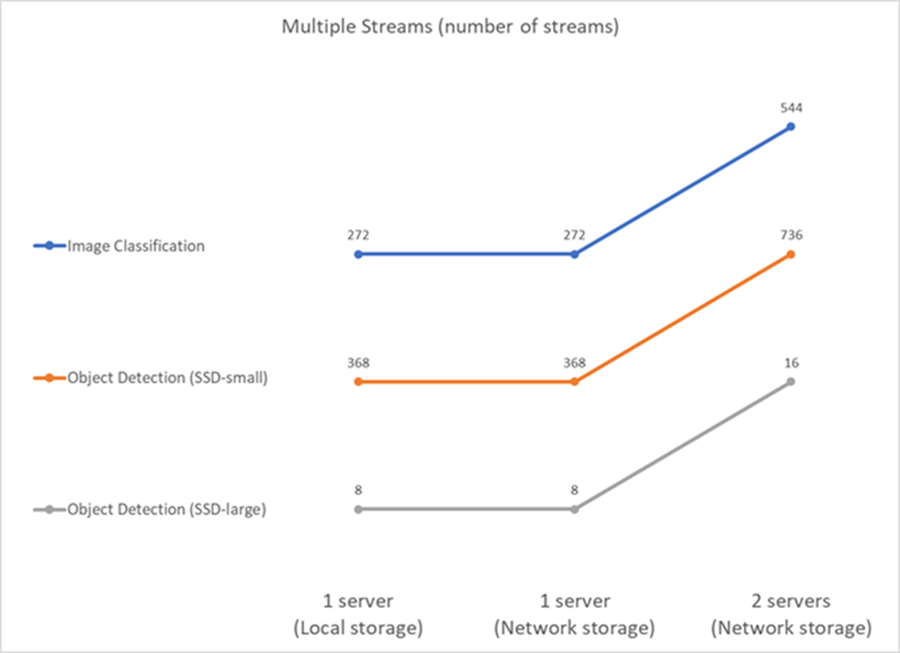 Multiple Streams (number of streams)
544
272 272 736
Image Classification
368 368 16
Object Detection (SSD-small)
8 8
Object Detection (SSD-large)
1 server 1 server 2 servers
(Local storage) (Network storage) (Network storage)